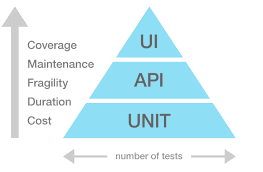 UI
Coverage
Maintenance
API
Fragility
Duration
Cost
UNIT
number of tests